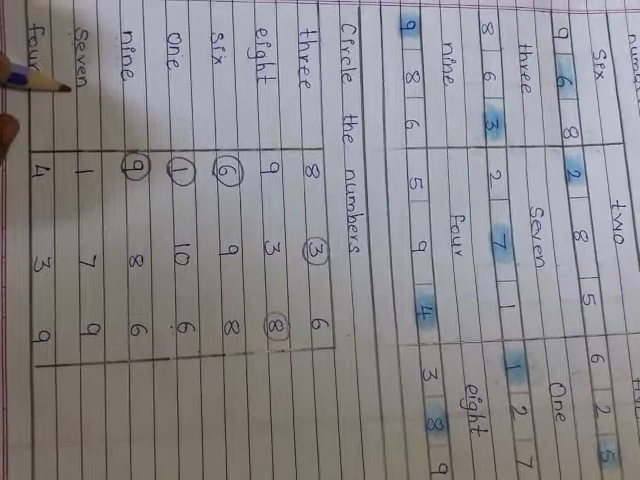 six two
9 6 8 2 8 5 6 2 5
three seven One
8 6 3 2 7 1 1 2 7
nine four eight
9 8 6 5 9 4 3 8 9
Circle the numbers
three 8 3 6
eight 9 3 8
six 6 9 8
One 1 10 6
nine 9 8 6
Seven 1 7 9
four 4 3 9